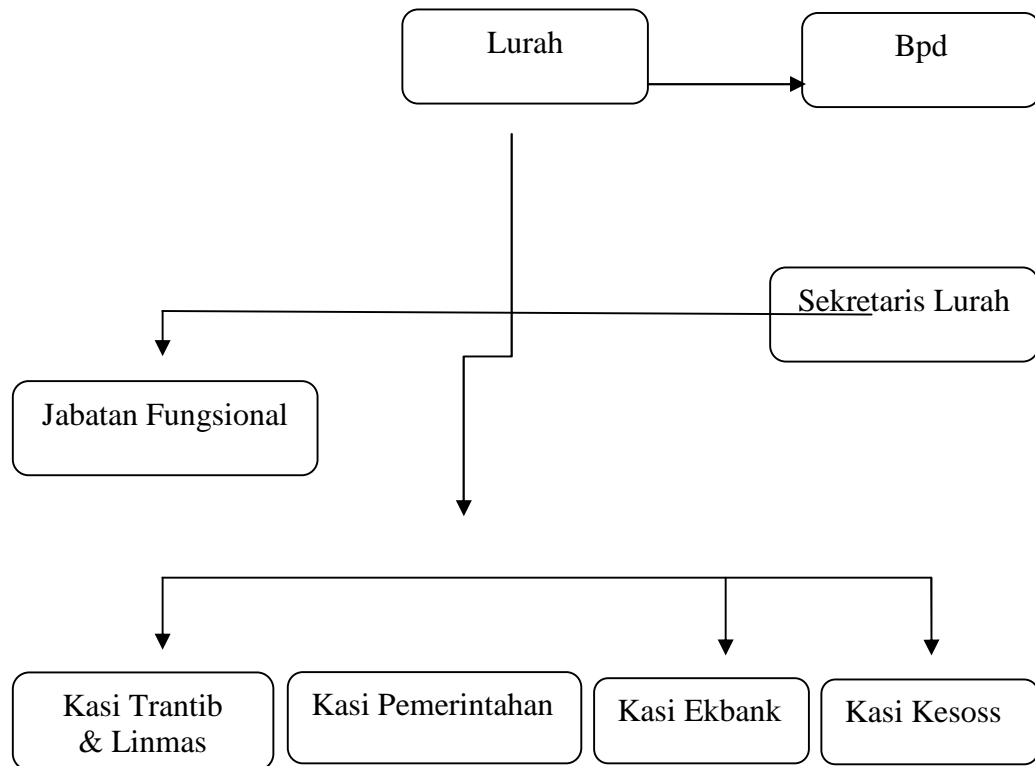 Lurah
Bpd
Sekretaris Lurah
Jabatan Fungsional
Kasi Trantib
& Linmas
Kasi Pemerintahan
Kasi Ekbank
Kasi Kesoss